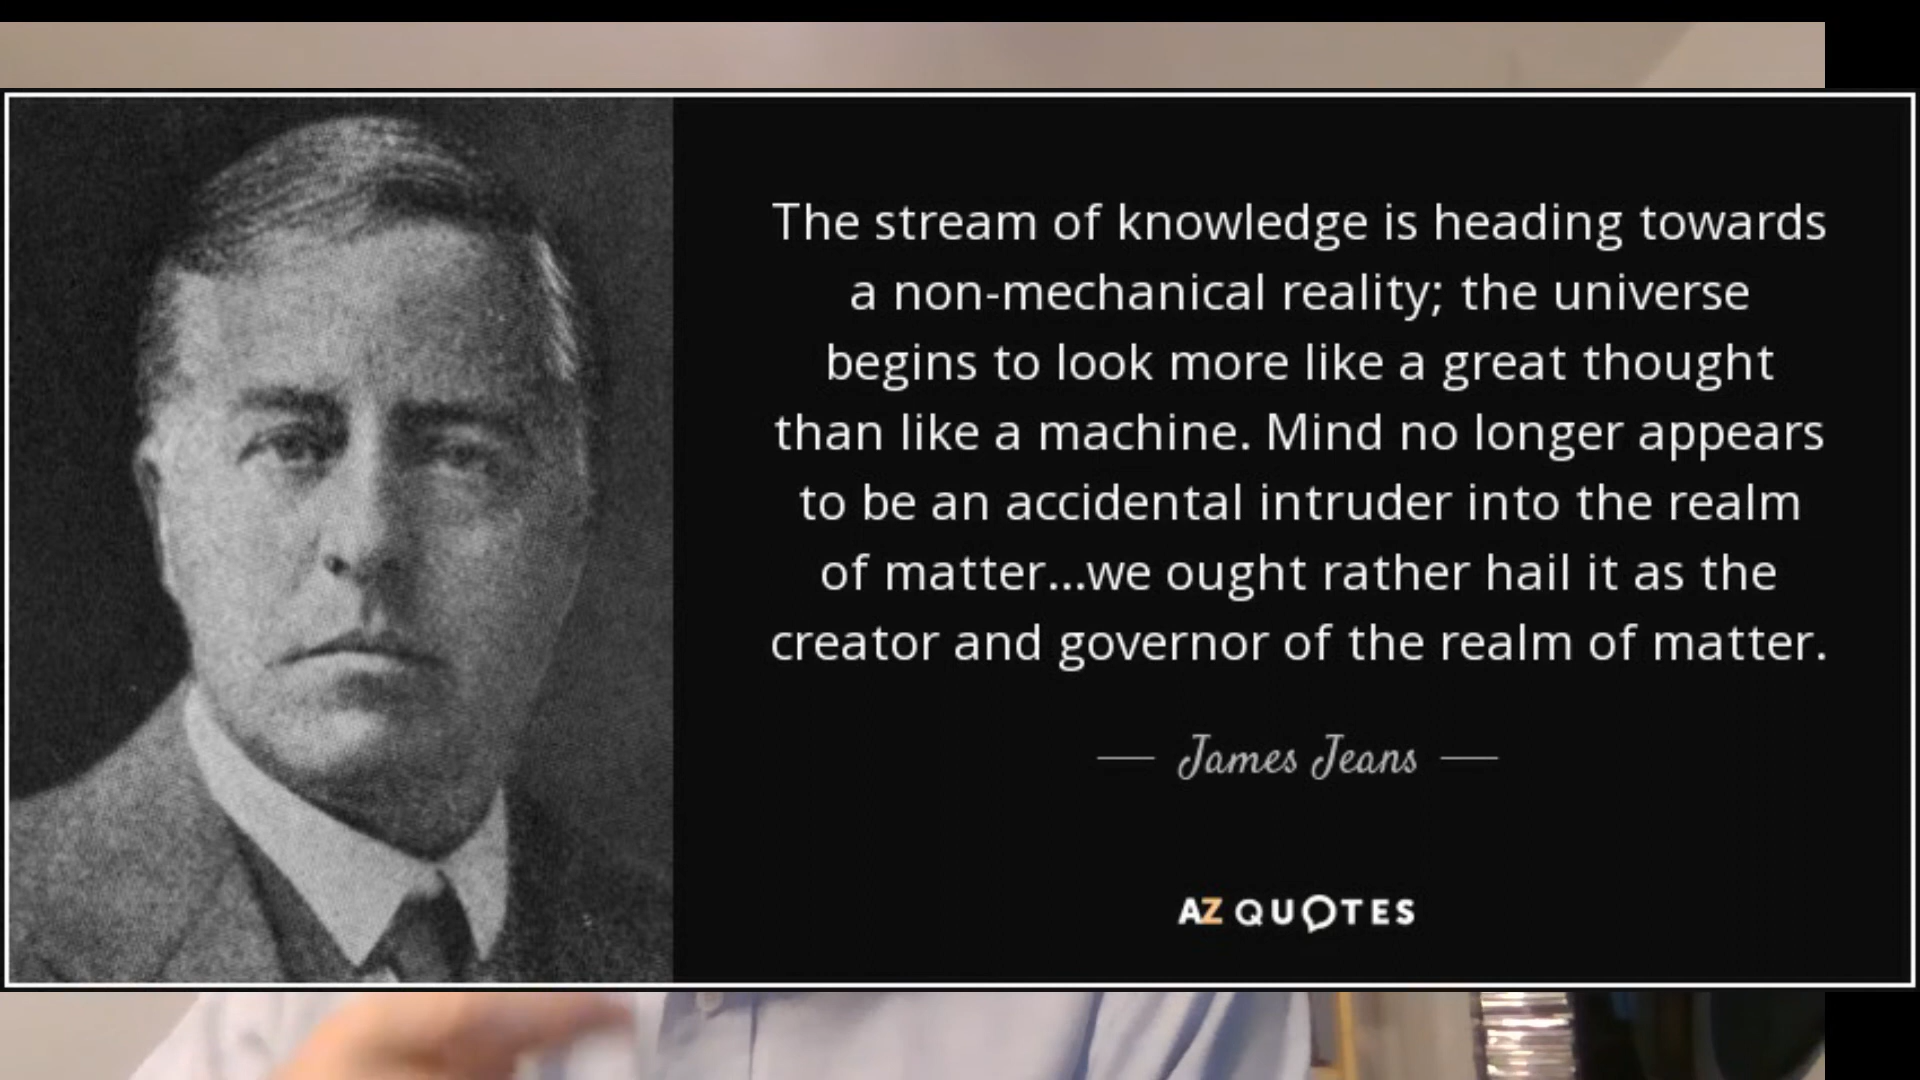 The stream of knowledge is heading towards
a non-mechanical reality; the universe
begins to look more like a great thought
than like a machine. Mind no longer appears
to be an accidental intruder into the realm
of matter...we ought rather hail it as the
creator and governor of the realm of matter.
James Jeans
AZ QUOTES